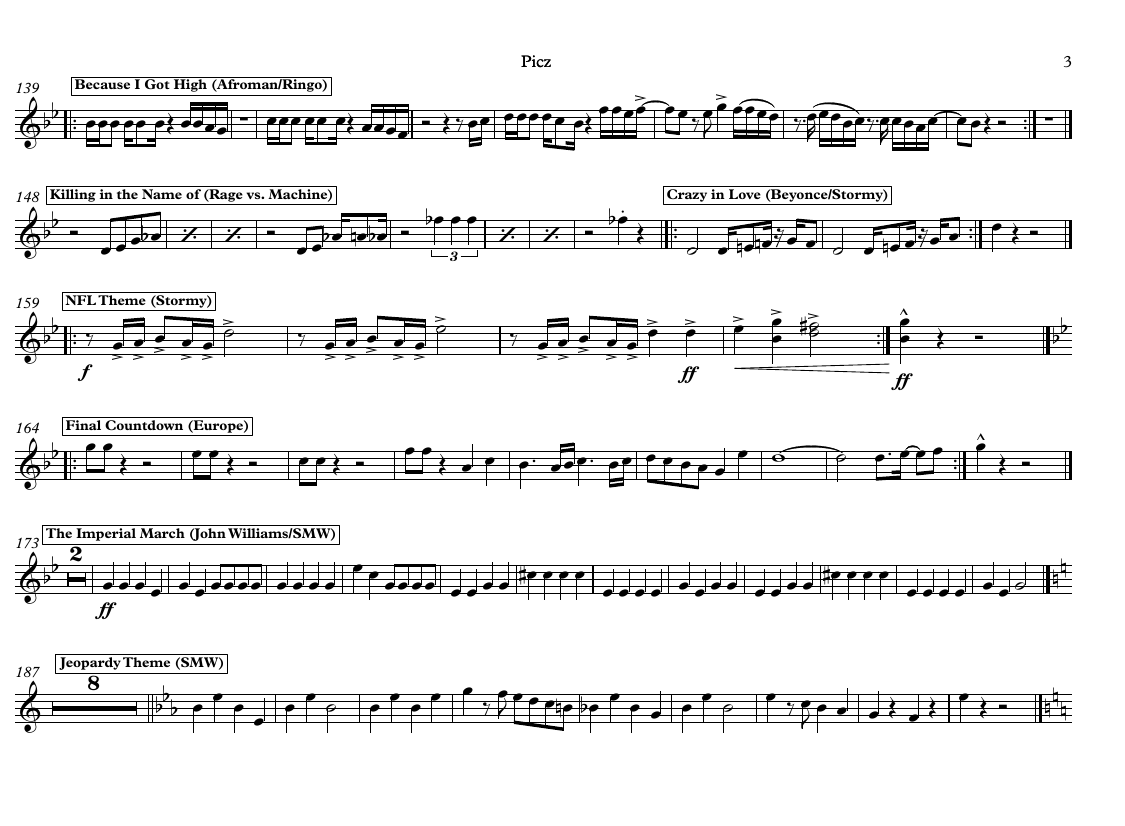 Picz
3
139
Because I Got High (Afroman/Ringo)
148
Killing in the Name of (Rage vs. Machine)
Crazy in Love (Beyonce/Stormy)
3
159
NFL Theme (Stormy)
f
ff
ff
164
Final Countdown (Europe)
173
The Imperial March (John Williams/SMW)
2
ff
187
Jeopardy Theme (SMW)
8